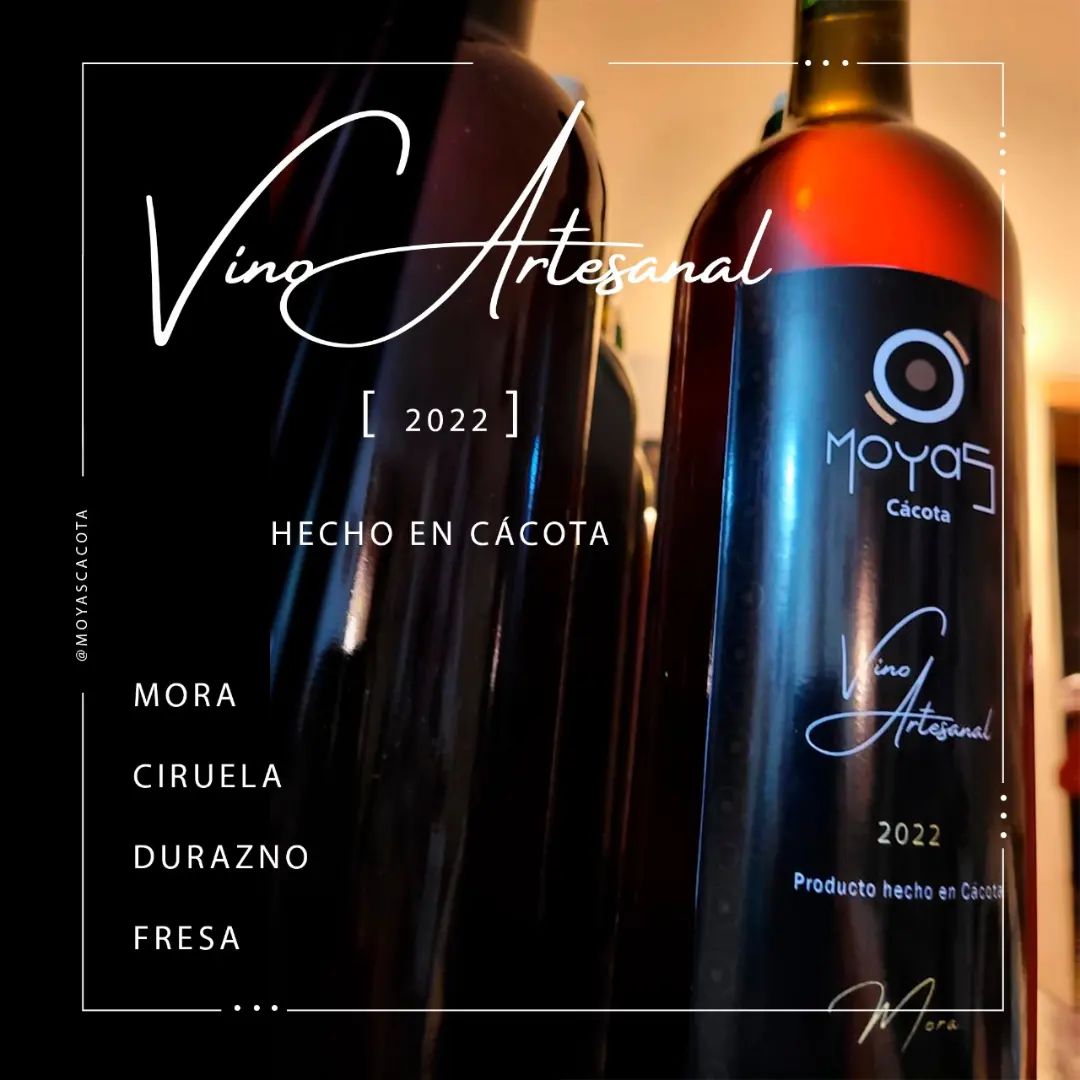 Vino Artesanal
[ 2022 ]
HECHO EN CÁCOTA
@MOYASCACOTA
MORA
CIRUELA
DURAZNO
FRESA
MOYAS
Cácota
Vino
Artesanal
2022
Producto hecho en Cácota
Mora